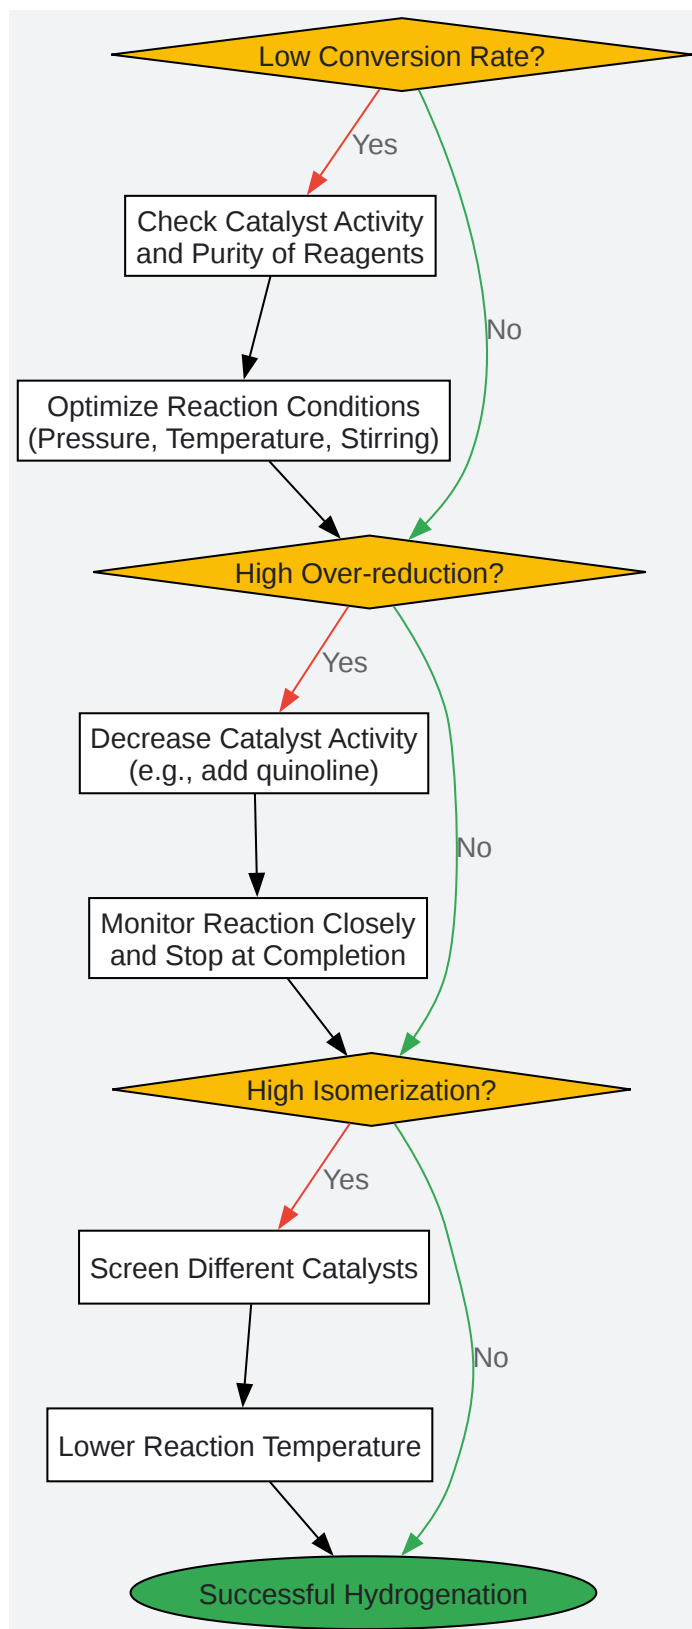 Low Conversion Rate?
Yes
Check Catalyst Activity
and Purity of Reagents
No
Optimize Reaction Conditions
(Pressure, Temperature, Stirring)
High Over-reduction?
Yes
Decrease Catalyst Activity
(e.g., add quinoline)
No
Monitor Reaction Closely
and Stop at Completion
High Isomerization?
Yes
Screen Different Catalysts
No
Lower Reaction Temperature
Successful Hydrogenation